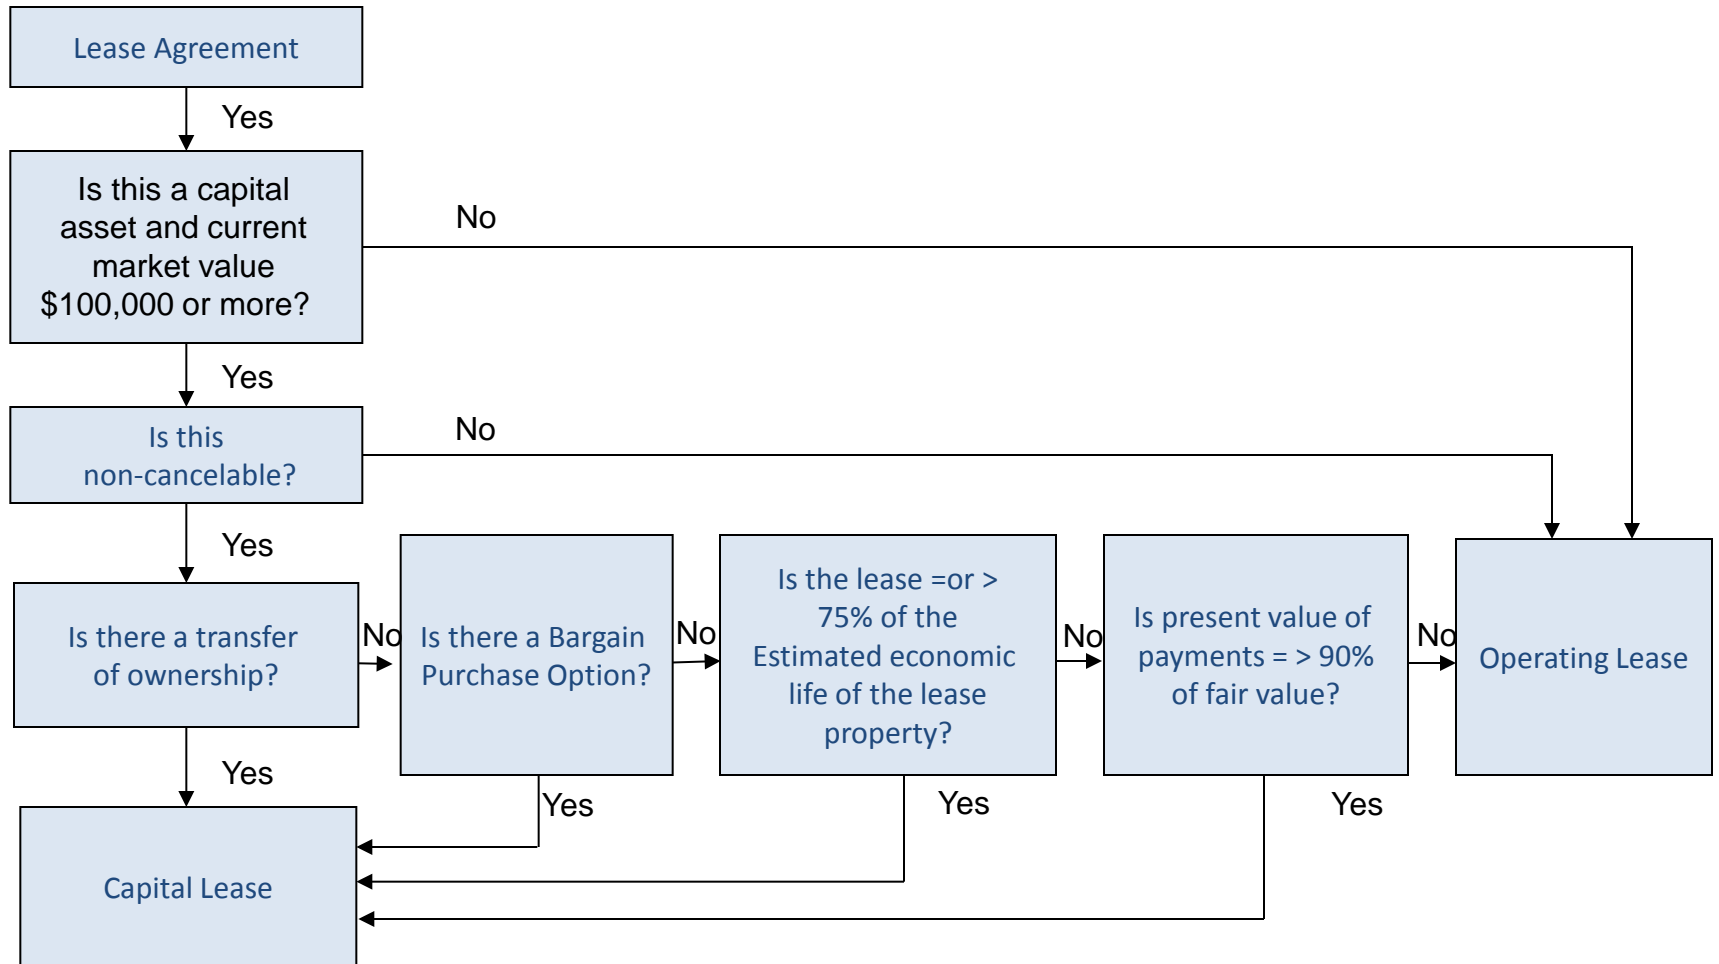 Lease Agreement
Yes
Is this a capital
asset and current
market value
$100,000 or more?
No
Yes
Is this
non-cancelable?
No
Yes
Is there a transfer
of ownership?
No
Is there a Bargain
Purchase Option?
No
Is the lease =or >
75% of the
Estimated economic
life of the lease
property?
No
Is present value of
payments = > 90%
of fair value?
No
Operating Lease
Yes
Yes
Yes
Yes
Capital Lease